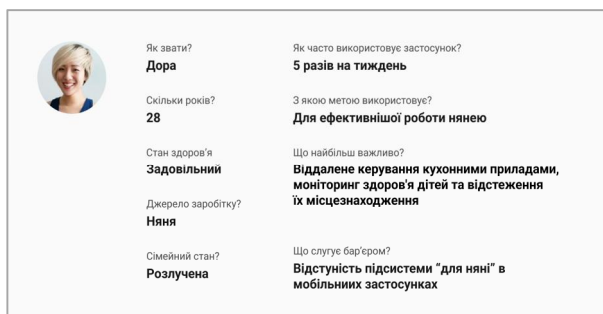 Як звати?
Дора
Скільки років?
28
Стан здоров'я
Задовільний
Джерело заробітку?
Няня
Сімейний стан?
Розлучена
Як часто використовує застосунок?
5 разів на тиждень
З якою метою використовує?
Для ефективнішої роботи нянею
Що найбільш важливо?
Віддалене керування кухонними приладами,
моніторинг здоров'я дітей та відстеження
їх місцезнаходження
Що слугує бар'єром?
Відстуність підсистеми “для няні” в
мобільниих застосунках